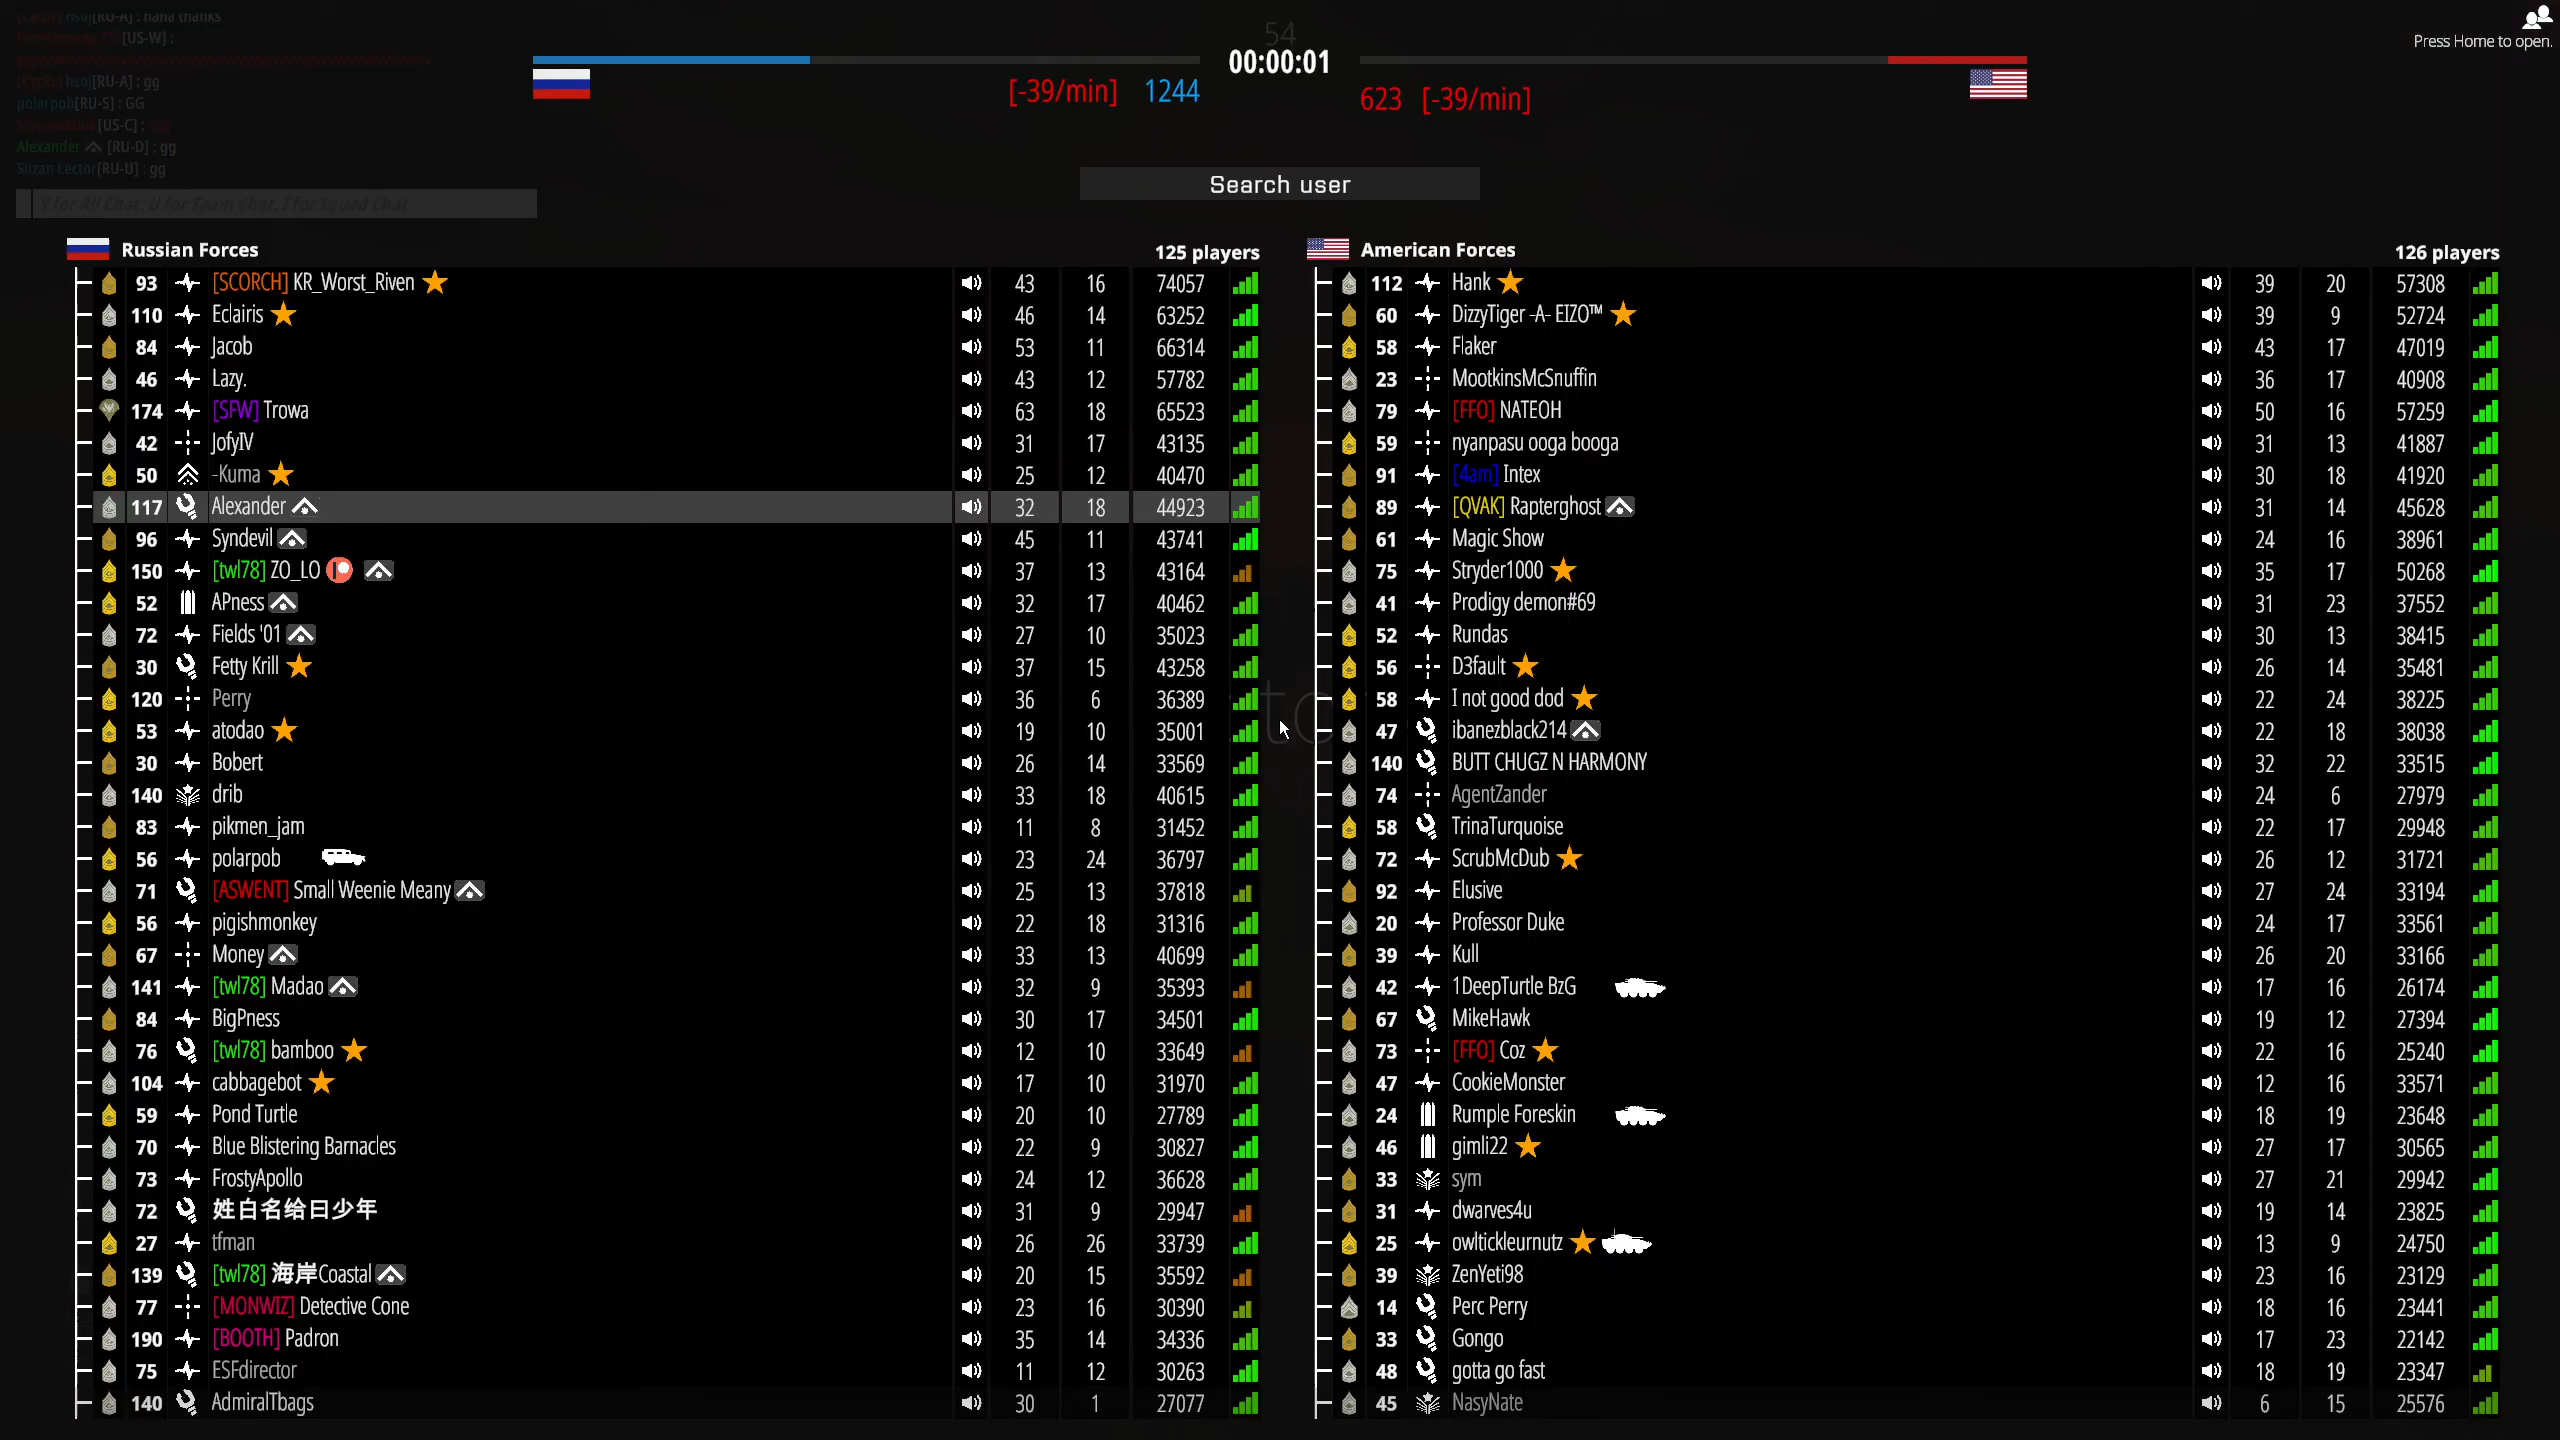 hsoj[RU-A] : haha thanks
[US-W] :
hsoj[RU-A] : gg
polarpob[RU-S] : GG
[US-C] :
Alexander [RU-D] : gg
Suzan Lector[RU-U] : gg
Y for All Chat, U for Team Chat, I for Squad Chat
54
00:00:01
[-39/min] 1244
623 [-39/min]
Press Home to open.
Search user
Russian Forces 125 players
93 [SCORCH] KR_Worst_Riven 43 16 74057
110 Eclairis 46 14 63252
84 Jacob 53 11 66314
46 Lazy. 43 12 57782
174 [SFW] Trowa 63 18 65523
42 JofyIV 31 17 43135
50 -Kuma 25 12 40470
117 Alexander 32 18 44923
96 Syndevil 45 11 43741
150 [twl78] ZO_LO 37 13 43164
52 APness 32 17 40462
72 Fields '01 27 10 35023
30 Fetty Krill 37 15 43258
120 Perry 36 6 36389
53 atodao 19 10 35001
30 Bobert 26 14 33569
140 drib 33 18 40615
83 pikmen_jam 11 8 31452
56 polarpob 23 24 36797
71 [ASWENT] Small Weenie Meany 25 13 37818
56 pigishmonkey 22 18 31316
67 Money 33 13 40699
141 [twl78] Madao 32 9 35393
84 BigPness 30 17 34501
76 [twl78] bamboo 12 10 33649
104 cabbagebot 17 10 31970
59 Pond Turtle 20 10 27789
70 Blue Blistering Barnacles 22 9 30827
73 FrostyApollo 24 12 36628
72 姓白名给日少年 31 9 29947
27 tfman 26 26 33739
139 [twl78] 海岸Coastal 20 15 35592
77 [MONWIZ] Detective Cone 23 16 30390
190 [BOOTH] Padron 35 14 34336
75 ESFdirector 11 12 30263
140 AdmiralTbags 30 1 27077
American Forces 126 players
112 Hank 39 20 57308
60 DizzyTiger -A- EIZO™ 39 9 52724
58 Flaker 43 17 47019
23 MootkinsMcSnuffin 36 17 40908
79 [FFO] NATEOH 50 16 57259
59 nyanpasu ooga booga 31 13 41887
91 [4am] Intex 30 18 41920
89 [QVAK] Rapterghost 31 14 45628
61 Magic Show 24 16 38961
75 Stryder1000 35 17 50268
41 Prodigy demon#69 31 23 37552
52 Rundas 30 13 38415
56 D3fault 26 14 35481
58 I not good dod 22 24 38225
47 ibanezblack214 22 18 38038
140 BUTT CHUGZ N HARMONY 32 22 33515
74 AgentZander 24 6 27979
58 TrinaTurquoise 22 17 29948
72 ScrubMcDub 26 12 31721
92 Elusive 27 24 33194
20 Professor Duke 24 17 33561
39 Kull 26 20 33166
42 1DeepTurtle BzG 17 16 26174
67 MikeHawk 19 12 27394
73 [FFO] Coz 22 16 25240
47 CookieMonster 12 16 33571
24 Rumple Foreskin 18 19 23648
46 gimli22 27 17 30565
33 sym 27 21 29942
31 dwarves4u 19 14 23825
25 owltickleurnutz 13 9 24750
39 ZenYeti98 23 16 23129
14 Perc Perry 18 16 23441
33 Gongo 17 23 22142
48 gotta go fast 18 19 23347
45 NasyNate 6 15 25576